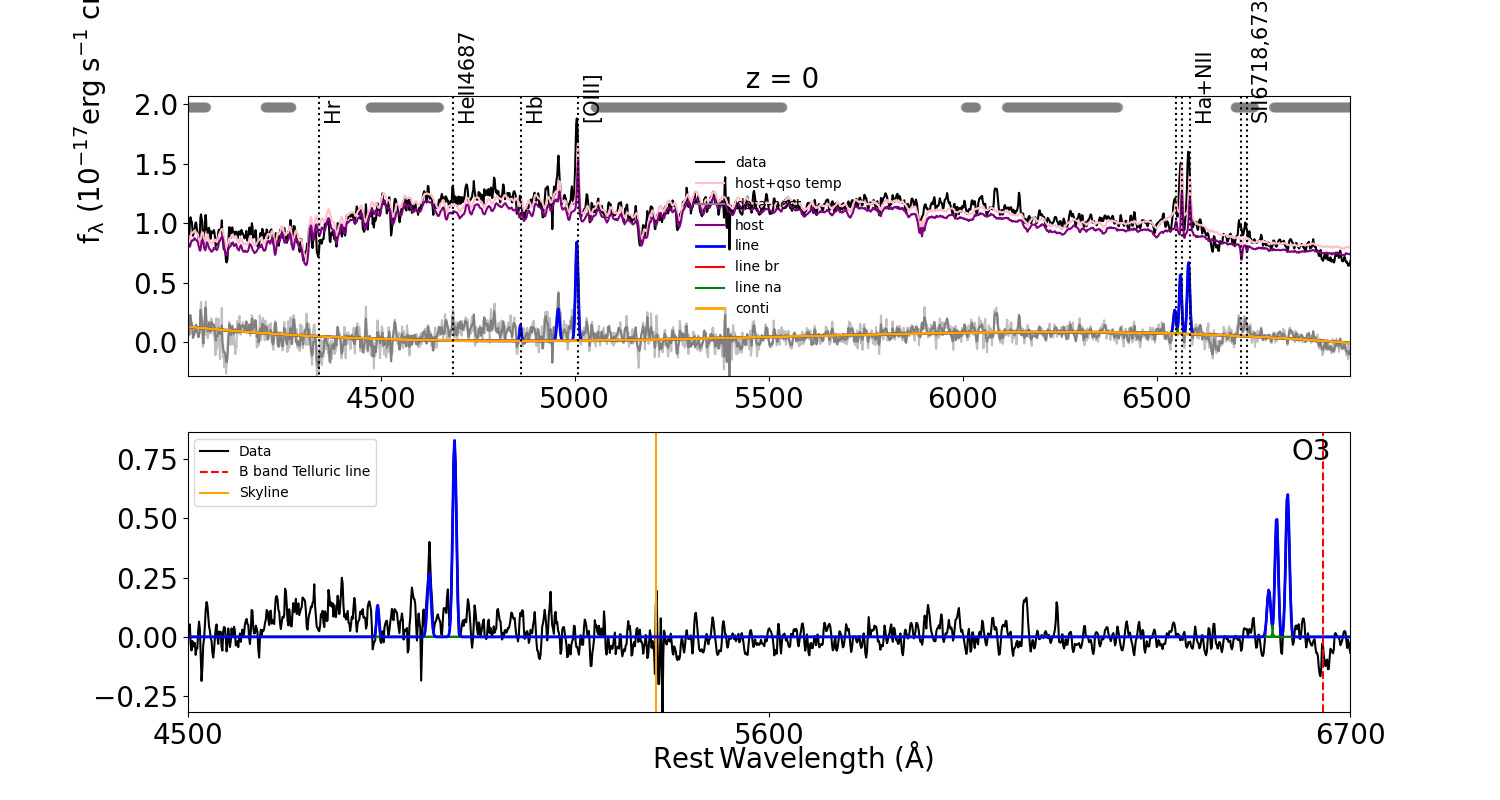 z = 0
f_λ (10^−17 erg s^−1 c
Hr
HeII4687
Hb
[OIII]
Ha+NII
SII6718,673
2.0
1.5
1.0
0.5
0.0
data
host+qso temp
host
line
line br
line na
conti
4500 5000 5500 6000 6500
O3
Data
B band Telluric line
Skyline
0.75
0.50
0.25
0.00
−0.25
4500 5600 6700
Rest Wavelength (Å)